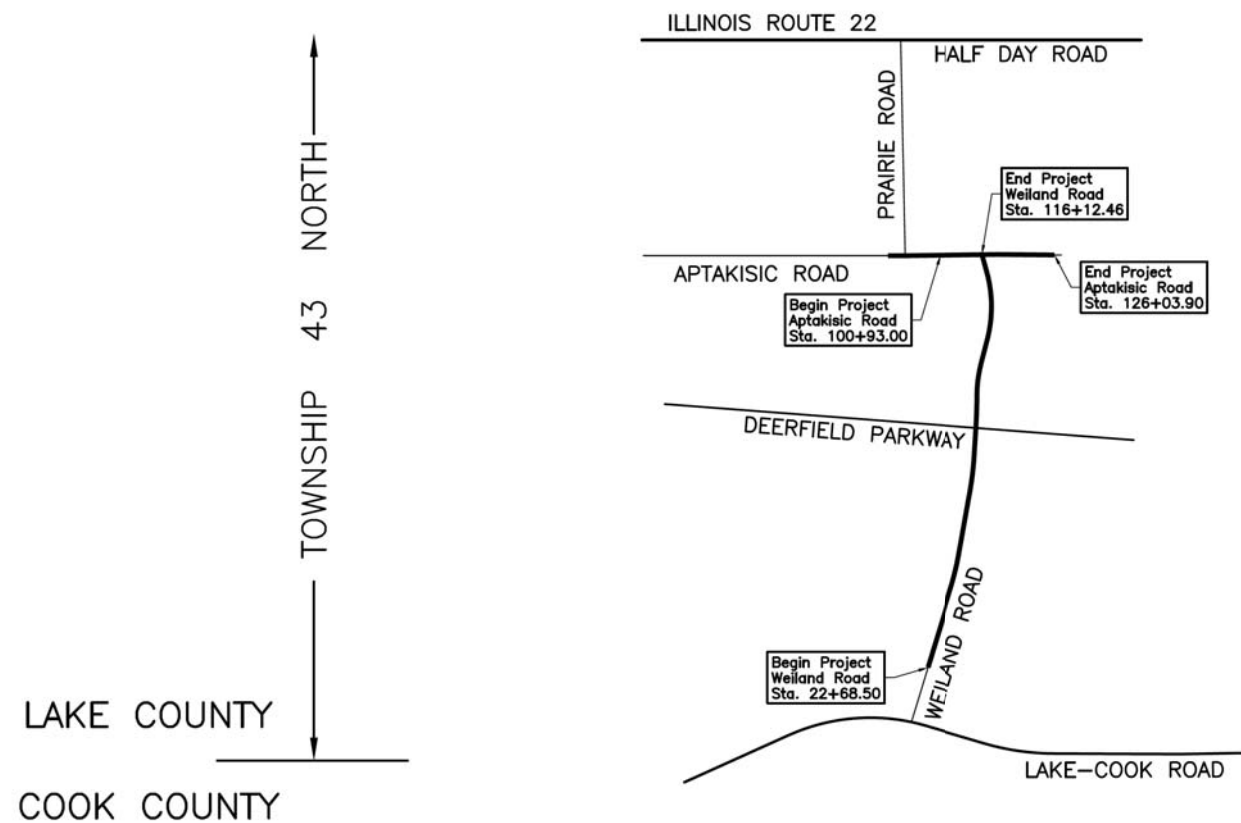 ILLINOIS ROUTE 22
HALF DAY ROAD
PRAIRIE ROAD
TOWNSHIP 43 NORTH
End Project
Weiland Road
Sta. 116+12.46
APTAKISIC ROAD
End Project
Aptakisic Road
Sta. 126+03.90
Begin Project
Aptakisic Road
Sta. 100+93.00
DEERFIELD PARKWAY
WEILAND ROAD
Begin Project
Weiland Road
Sta. 22+68.50
LAKE COUNTY
LAKE-COOK ROAD
COOK COUNTY